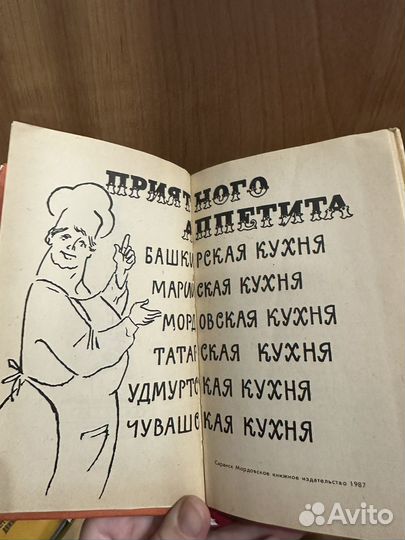 ПРИЯТНОГО
АППЕТИТА
БАШКИРСКАЯ КУХНЯ
МАРИЙСКАЯ КУХНЯ
МОРДОВСКАЯ КУХНЯ
ТАТАРСКАЯ КУХНЯ
УДМУРТСКАЯ КУХНЯ
ЧУВАШСКАЯ КУХНЯ
Саранск Мордовское книжное издательство 1987
Avito